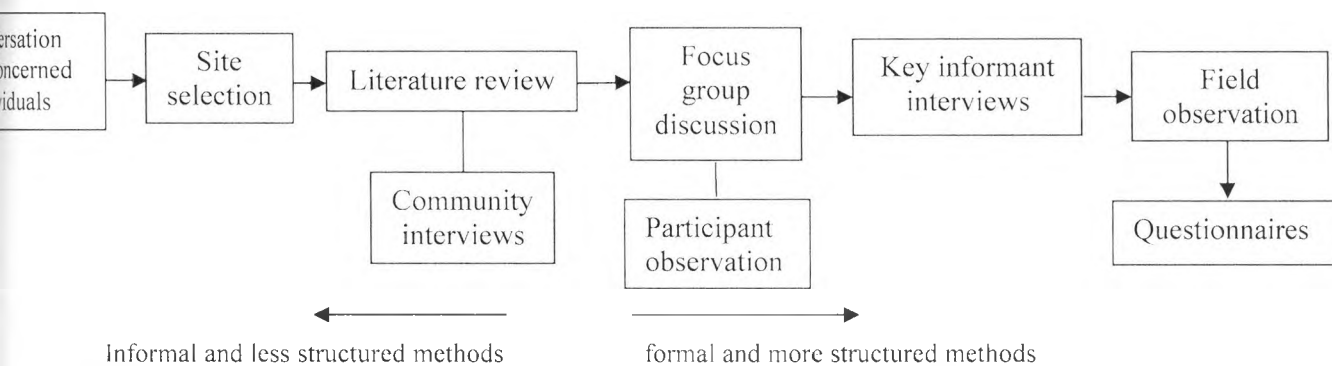 ersation
oncerned
viduals
Site
selection
Literature review
Focus
group
discussion
Key informant
interviews
Field
observation
Community
interviews
Participant
observation
Questionnaires
Informal and less structured methods
formal and more structured methods